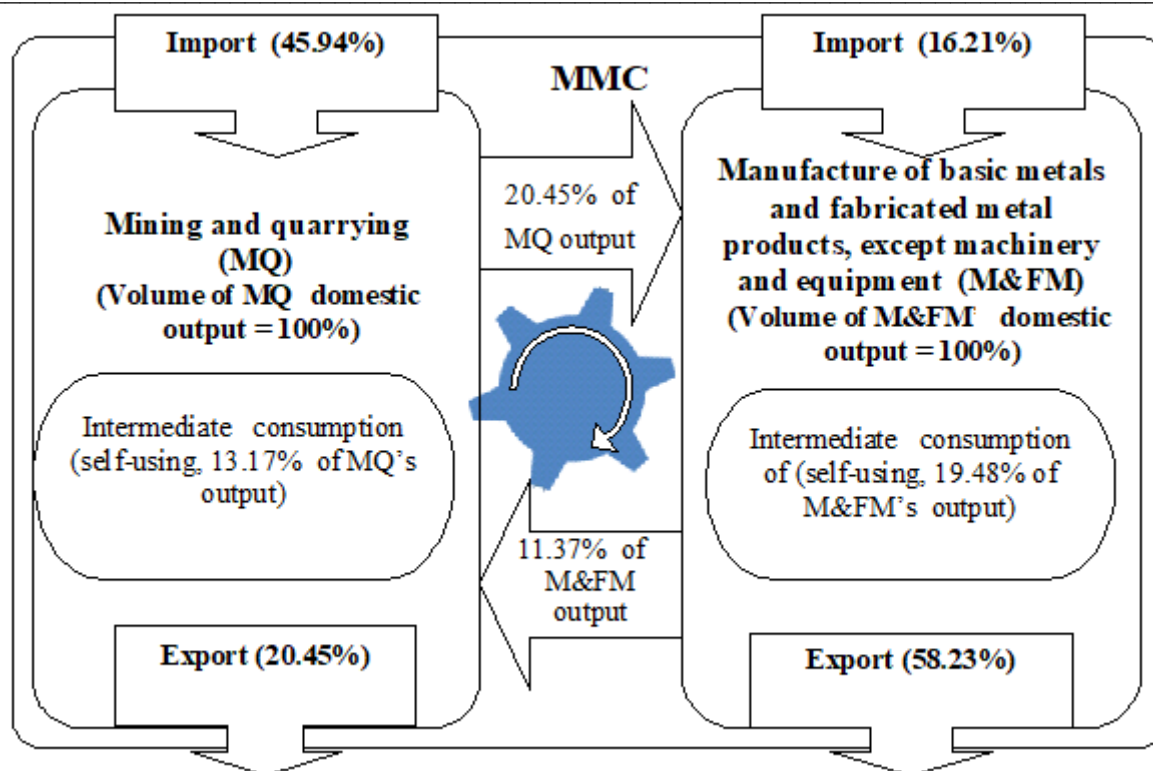 Import (45.94%)
Import (16.21%)
MMC
Mining and quarrying
(MQ)
(Volume of MQ domestic
output = 100%)
20.45% of
MQ output
Manufacture of basic metals
and fabricated metal
products, except machinery
and equipment (M&FM)
(Volume of M&FM domestic
output = 100%)
Intermediate consumption
(self-using, 13.17% of MQ's
output)
Intermediate consumption
of (self-using, 19.48% of
M&FM's output)
11.37% of
M&FM
output
Export (20.45%)
Export (58.23%)